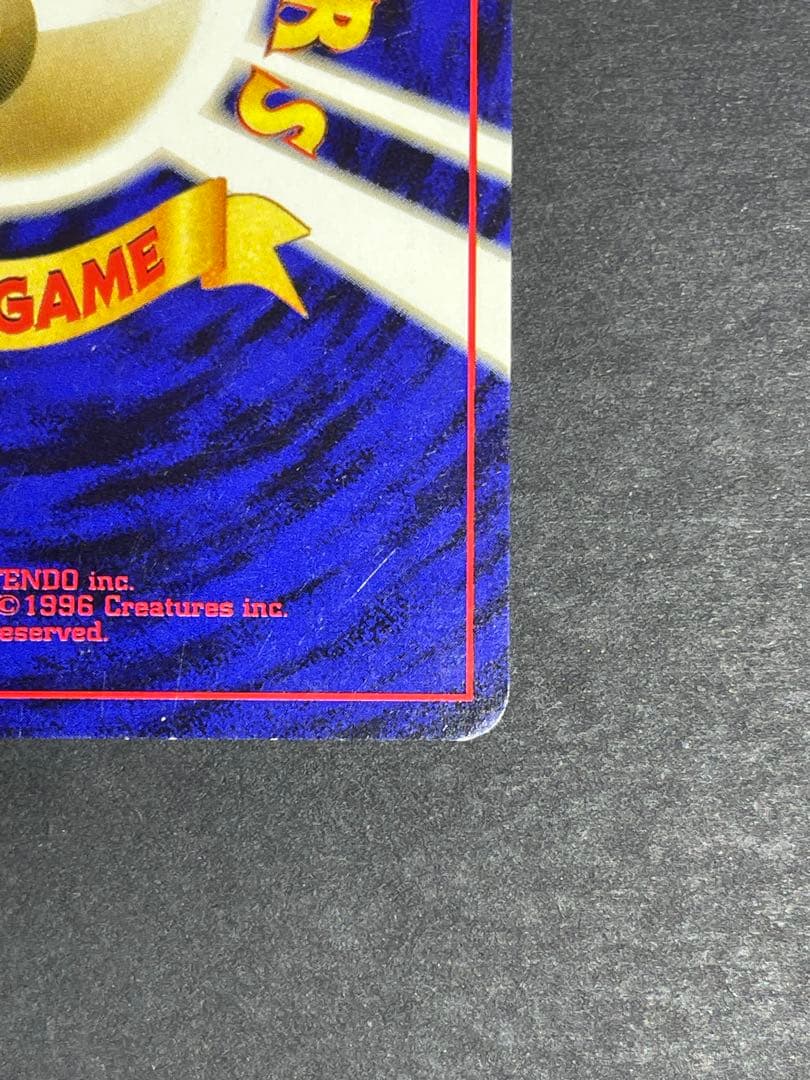 R
S
GAME
TENDO inc.
©1996 Creatures inc.
eserved.